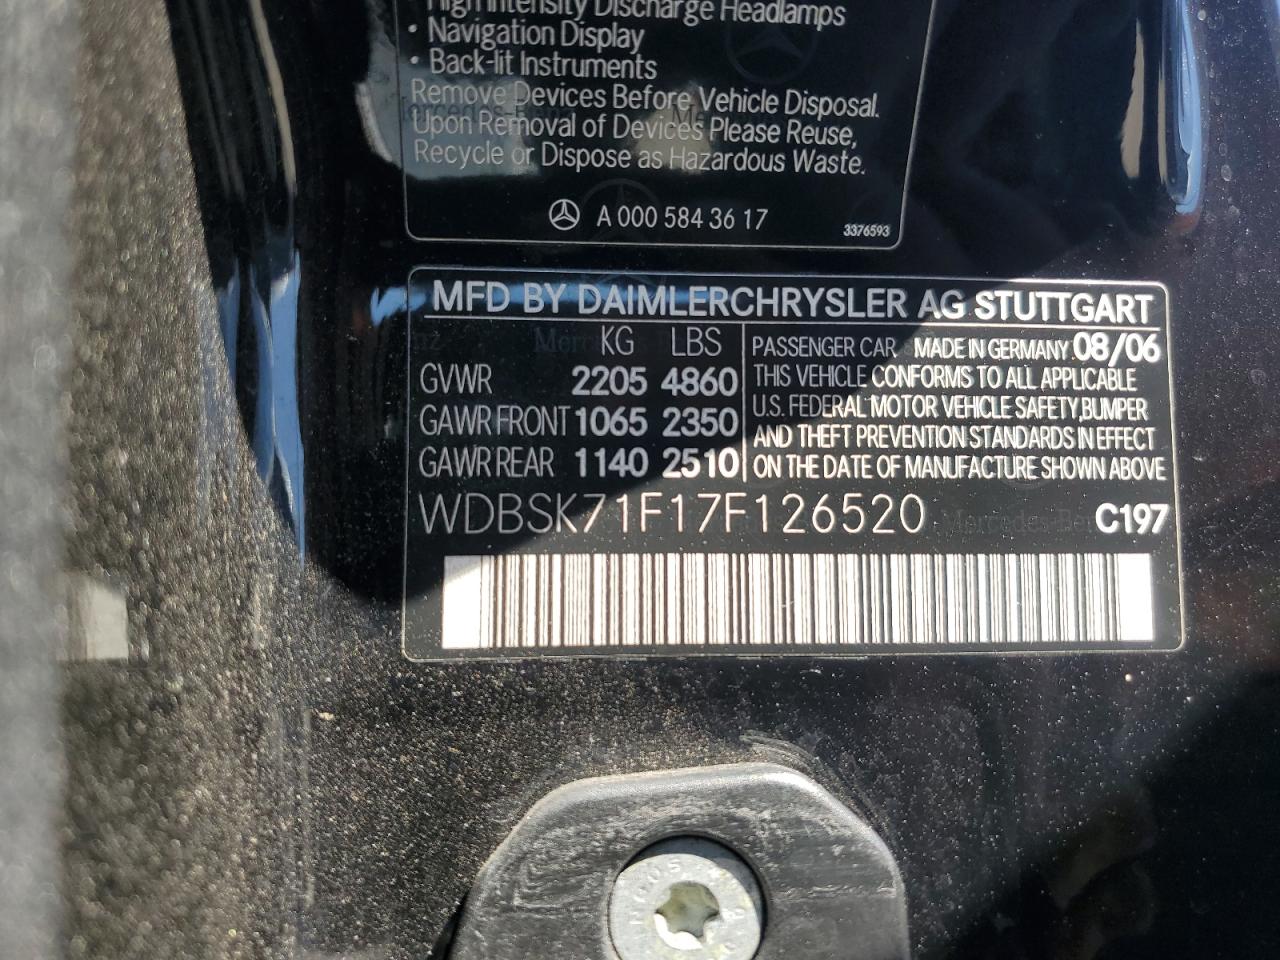 • High Intensity Discharge Headlamps
• Navigation Display
• Back-lit Instruments
Remove Devices Before Vehicle Disposal.
Upon Removal of Devices Please Reuse,
Recycle or Dispose as Hazardous Waste.
A 000 584 36 17
3376593
MFD BY DAIMLERCHRYSLER AG STUTTGART
KG LBS
GVWR 2205 4860
GAWR FRONT 1065 2350
GAWR REAR 1140 2510
PASSENGER CAR MADE IN GERMANY 08/06
THIS VEHICLE CONFORMS TO ALL APPLICABLE
U.S. FEDERAL MOTOR VEHICLE SAFETY, BUMPER
AND THEFT PREVENTION STANDARDS IN EFFECT
ON THE DATE OF MANUFACTURE SHOWN ABOVE
WDBSK71F17F126520 C197